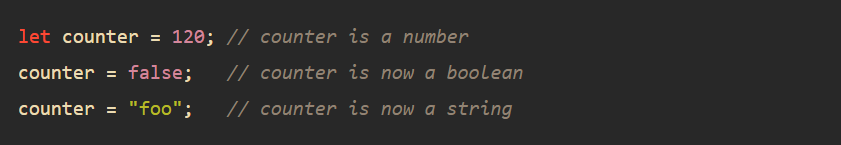 let counter = 120; // counter is a number
counter = false;   // counter is now a boolean
counter = "foo";   // counter is now a string